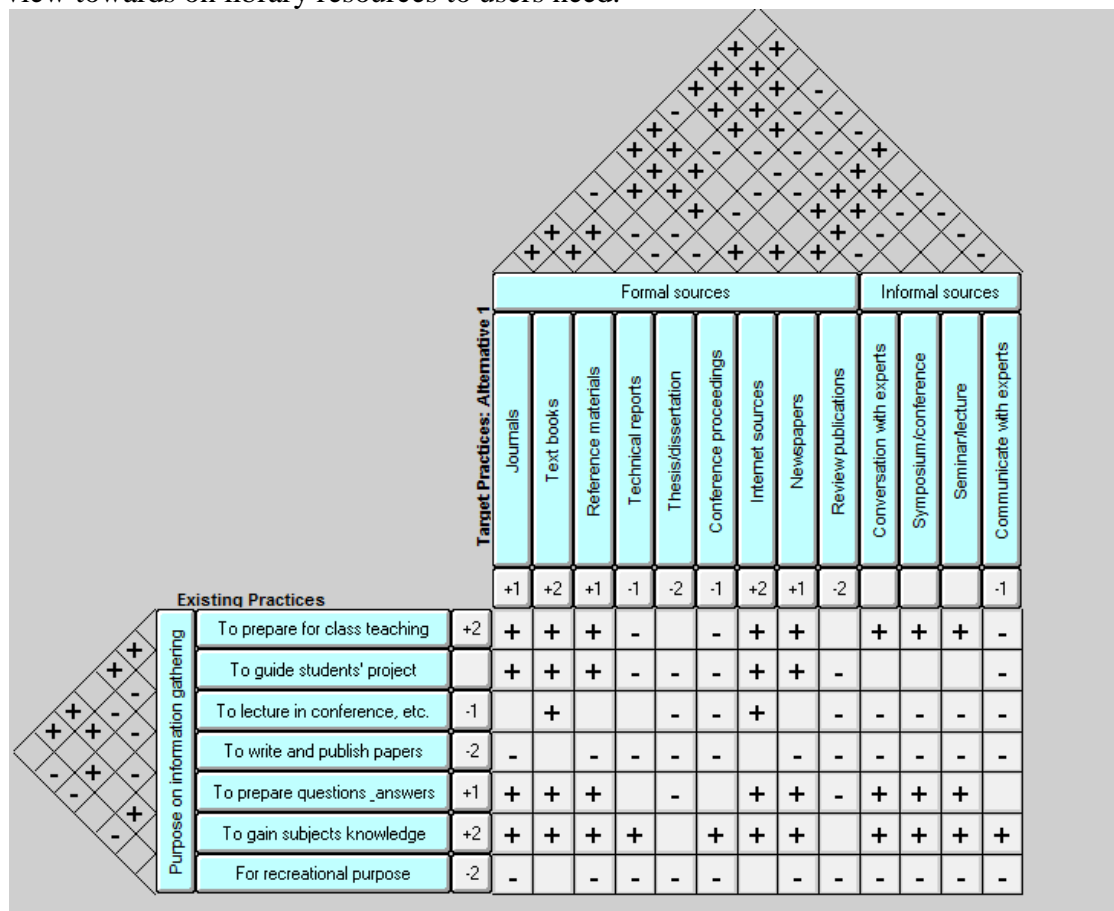 view towards on library resources to users need.
Formal sources
Informal sources
Target Practices: Alternative 1
Journals
Text books
Reference materials
Technical reports
Thesis/dissertation
Conference proceedings
Internet sources
Newspapers
Review publications
Conversation with experts
Symposium/conference
Seminar/lecture
Communicate with experts
+1 +2 +1 -1 -2 -1 +2 +1 -2 -1
Existing Practices
Purpose on information gathering
To prepare for class teaching +2 + + + - - + + + + + -
To guide students' project + + + - - - + + - -
To lecture in conference, etc. -1 + - - + - - - - -
To write and publish papers -2 - - - - - - - - - - -
To prepare questions_answers +1 + + + - + + - + + +
To gain subjects knowledge +2 + + + + + + + + + + +
For recreational purpose -2 - - - - - - - - - - -